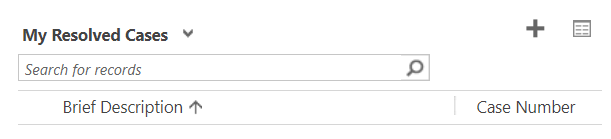 My Resolved Cases
Search for records
Brief Description Case Number